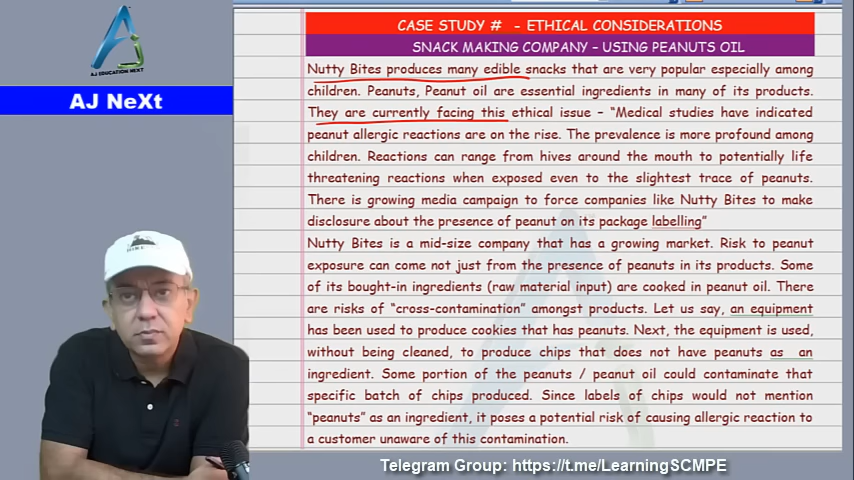 CASE STUDY # - ETHICAL CONSIDERATIONS
SNACK MAKING COMPANY – USING PEANUTS OIL
AJ EDUCATION NEXT
AJ NeXt
Nutty Bites produces many edible snacks that are very popular especially among
children. Peanuts, Peanut oil are essential ingredients in many of its products.
They are currently facing this ethical issue – “Medical studies have indicated
peanut allergic reactions are on the rise. The prevalence is more profound among
children. Reactions can range from hives around the mouth to potentially life
threatening reactions when exposed even to the slightest trace of peanuts.
There is growing media campaign to force companies like Nutty Bites to make
disclosure about the presence of peanut on its package labelling”
Nutty Bites is a mid-size company that has a growing market. Risk to peanut
exposure can come not just from the presence of peanuts in its products. Some
of its bought-in ingredients (raw material input) are cooked in peanut oil. There
are risks of “cross-contamination” amongst products. Let us say, an equipment
has been used to produce cookies that has peanuts. Next, the equipment is used,
without being cleaned, to produce chips that does not have peanuts as an
ingredient. Some portion of the peanuts / peanut oil could contaminate that
specific batch of chips produced. Since labels of chips would not mention
“peanuts” as an ingredient, it poses a potential risk of causing allergic reaction to
a customer unaware of this contamination.
Telegram Group: https://t.me/LearningSCMPE